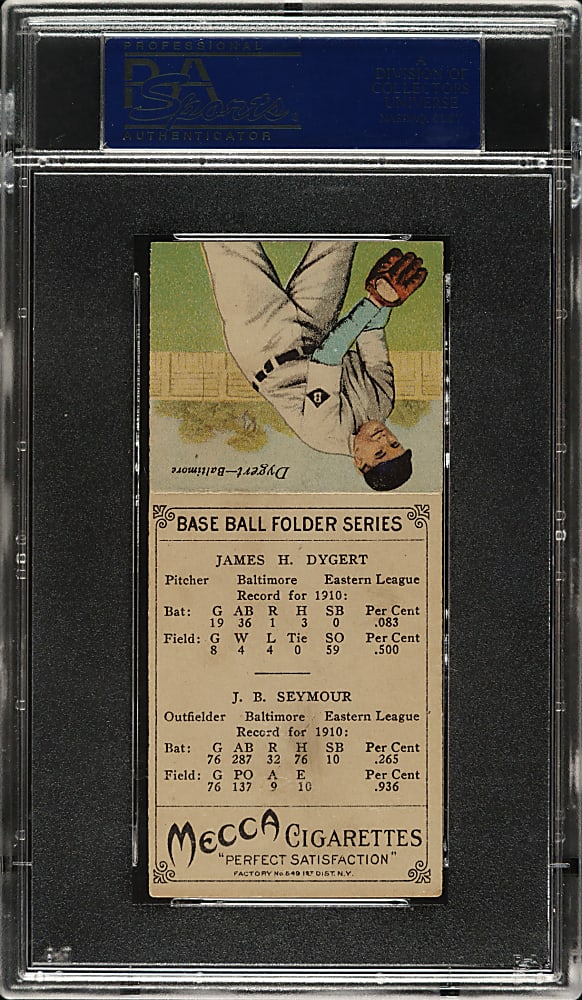 PROFESSIONAL
PSA
Sports
AUTHENTICATOR
A
DIVISION OF
COLLECTORS
UNIVERSE
NASDAQ: CLCT
Dygert—Baltimore
BASE BALL FOLDER SERIES
JAMES H. DYGERT
Pitcher Baltimore Eastern League
Record for 1910:
Bat: G AB R H SB Per Cent
19 36 1 3 0 .083
Field: G W L Tie SO Per Cent
8 4 4 0 59 .500
J. B. SEYMOUR
Outfielder Baltimore Eastern League
Record for 1910:
Bat: G AB R H SB Per Cent
76 287 32 76 10 .265
Field: G PO A E Per Cent
76 137 9 10 .936
MECCA CIGARETTES
"PERFECT SATISFACTION"
FACTORY No. 649 1ST DIST. N.Y.